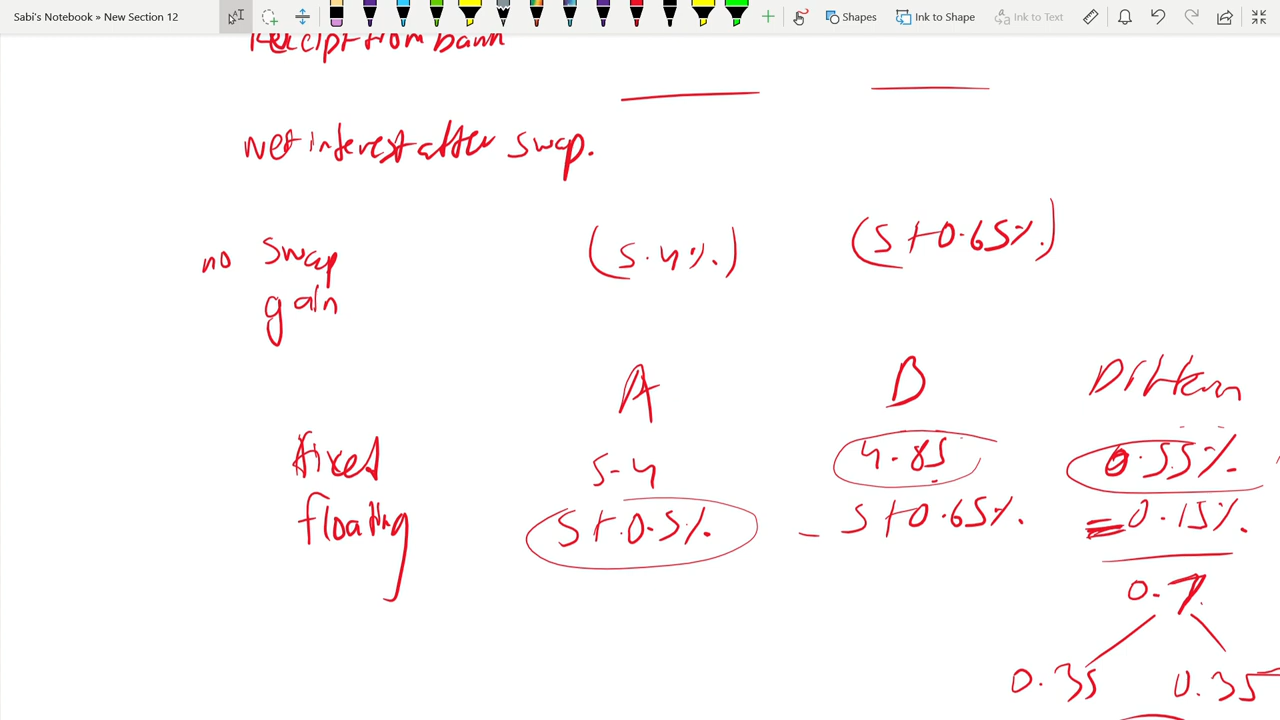 Sabi's Notebook » New Section 12
Shapes
Ink to Shape
Ink to Text
Receipt from bank
net interest after swap.
no swap (5.4%.) (S+0.65%.)
gain
A B
fixed 5.4 4.85 0.55%.
floating S+0.5%. - S+0.65%. =0.15%.
0.7
0.35 0.35